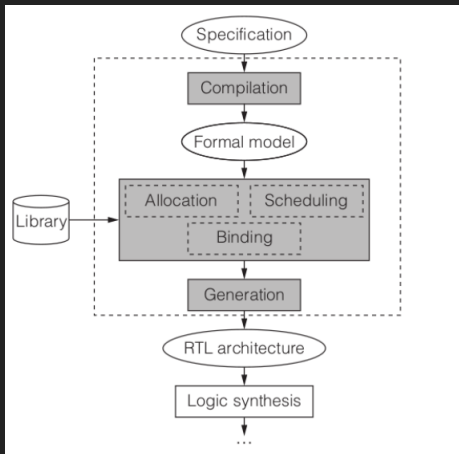 Specification
Compilation
Formal model
Allocation
Scheduling
Library
Binding
Generation
RTL architecture
Logic synthesis
...